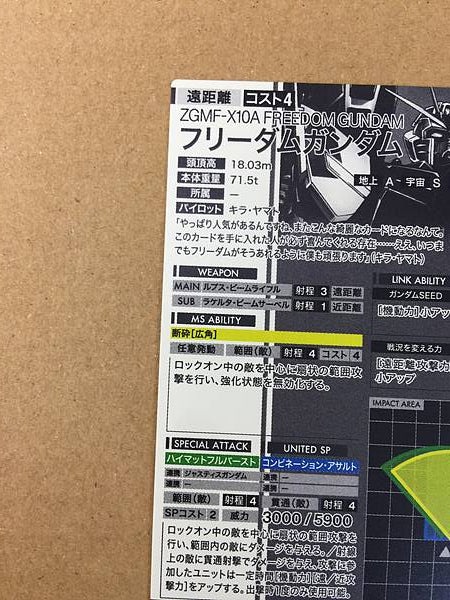 遠距離 コスト4
ZGMF-X10A FREEDOM GUNDAM
フリーダムガンダム
頭頂高 18.03m
本体重量 71.5t
地上_A 宇宙_S
所属 —
パイロット キラ・ヤマト
「やっぱり人気があるんですね、またこんな綺麗なカードになるなんて。
このカードを手に入れた人が必ず喜んでくれる存在……ええ、いつま
でもフリーダムがそうあれるように僕も頑張ります」(キラ・ヤマト)
WEAPON
MAIN ルプス・ビームライフル 射程 3 遠距離
SUB ラケルタ・ビームサーベル 射程 1 近距離
LINK ABILITY
ガンダムSEED
[機動力]小アッ
MS ABILITY
断砕[広角]
任意発動 範囲(敵) 射程 4 コスト 4
ロックオン中の敵を中心に扇状の範囲攻
撃を行い、強化状態を無効化する。
戦況を変える力
[遠距離攻撃力
小アップ
IMPACT AREA
SPECIAL ATTACK
ハイマットフルバースト
連携 ジャスティスガンダム
連携 —
範囲(敵) 射程 4
SPコスト 2 威力
UNITED SP
コンビネーション・アサルト
連携 —
連携 —
貫通(敵) 射程 4
3000/5900
ロックオン中の敵を中心に扇状の範囲攻撃を
行い、範囲内の敵にダメージを与える。/射線
上の敵に貫通射撃でダメージを与え、攻撃に参
加したユニットは一定時間[機動力][遠/近攻
撃力]をアップする。出撃時1度のみ使用可能。